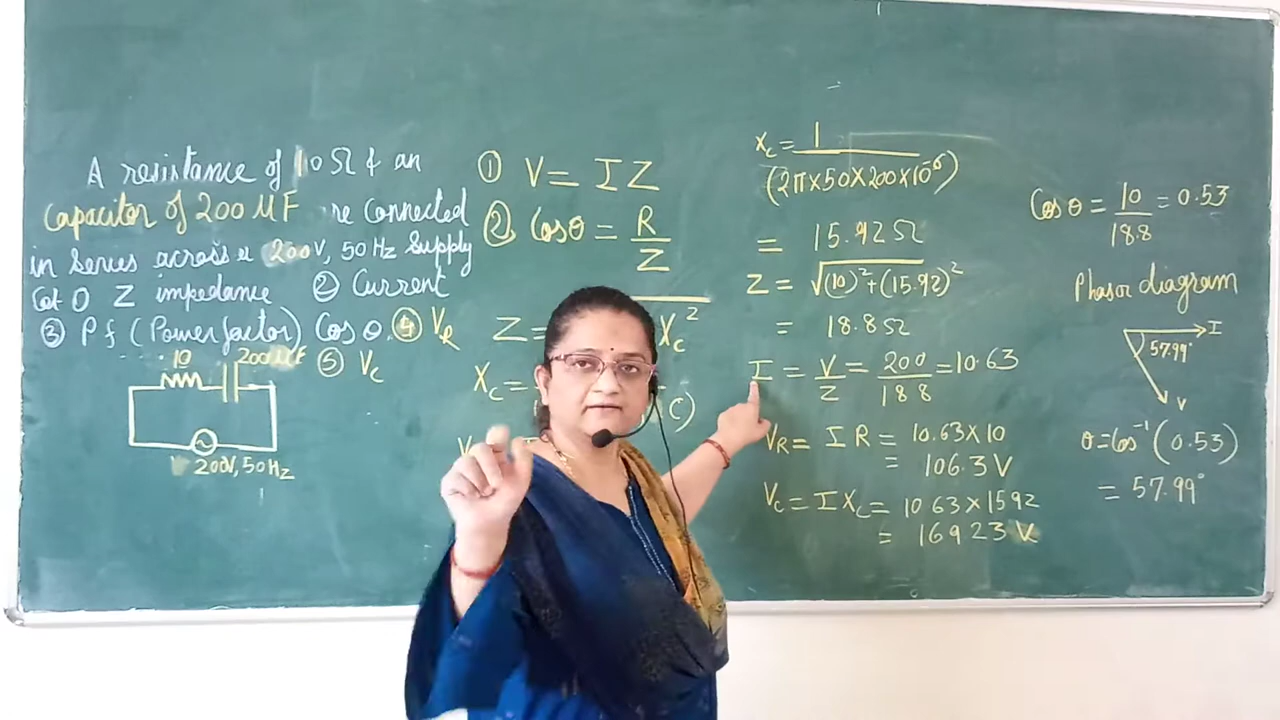 A resistance of 10 Ω & an
Capacitor of 200 µF re Connected
in Series across a 200V, 50 Hz Supply
① Z impedance ② Current
③ Pf (Power factor) Cos θ. ④ VR
⑤ Vc
10 200
200V, 50Hz
① V = I Z
② Cos θ = R/Z
Z = Xc²
Xc =
C)
Xc = 1/(2π×50×200×10⁻⁶)
= 15.92 Ω
Z = √(10)²+(15.92)²
= 18.8 Ω
I = V/Z = 200/18.8 = 10.63
VR = I R = 10.63×10
= 106.3 V
Vc = I Xc = 10 63×15 92
= 169 23 V
Cos θ = 10/18.8 = 0.53
Phasor diagram
I
57.99°
V
θ = Cos⁻¹ (0.53)
= 57.99°